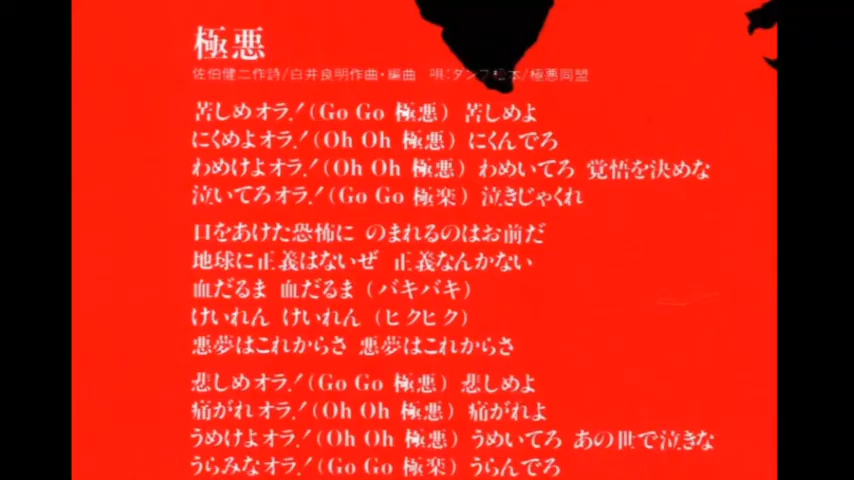 極悪
佐伯健二作詩/白井良明作曲・編曲 唄:ダンプ松本/極悪同盟
苦しめオラ!(Go Go 極悪) 苦しめよ
にくめよオラ!(Oh Oh 極悪) にくんでろ
わめけよオラ!(Oh Oh 極悪) わめいてろ 覚悟を決めな
泣いてろオラ!(Go Go 極楽) 泣きじゃくれ
口をあけた恐怖に のまれるのはお前だ
地球に正義はないぜ 正義なんかない
血だるま 血だるま(バキバキ)
けいれん けいれん(ヒクヒク)
悪夢はこれからさ 悪夢はこれからさ
悲しめオラ!(Go Go 極悪) 悲しめよ
痛がれオラ!(Oh Oh 極悪) 痛がれよ
うめけよオラ!(Oh Oh 極悪) うめいてろ あの世で泣きな
うらみなオラ!(Go Go 極楽) うらんでろ